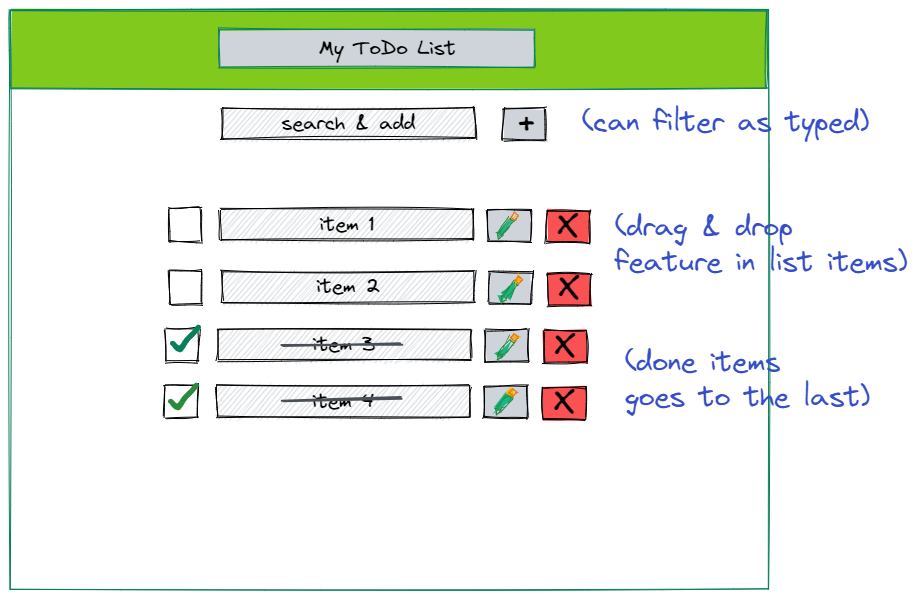 My ToDo List
search & add
+
(can filter as typed)
item 1
X
(drag & drop
feature in list items)
item 2
X
item 3
X
(done items
goes to the last)
item 4
X